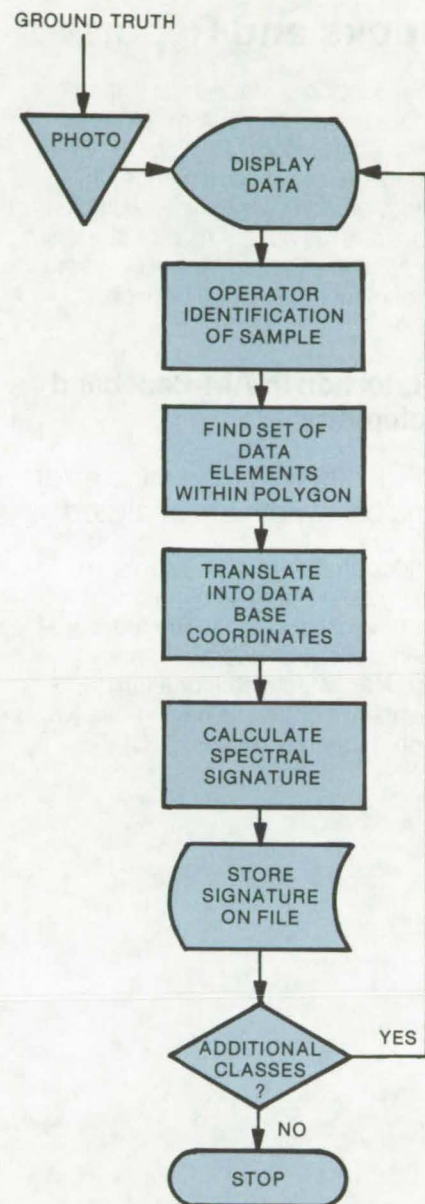 GROUND TRUTH
PHOTO
DISPLAY
DATA
OPERATOR
IDENTIFICATION
OF SAMPLE
FIND SET OF
DATA
ELEMENTS
WITHIN POLYGON
TRANSLATE
INTO DATA
BASE
COORDINATES
CALCULATE
SPECTRAL
SIGNATURE
STORE
SIGNATURE
ON FILE
ADDITIONAL
CLASSES
?
YES
NO
STOP